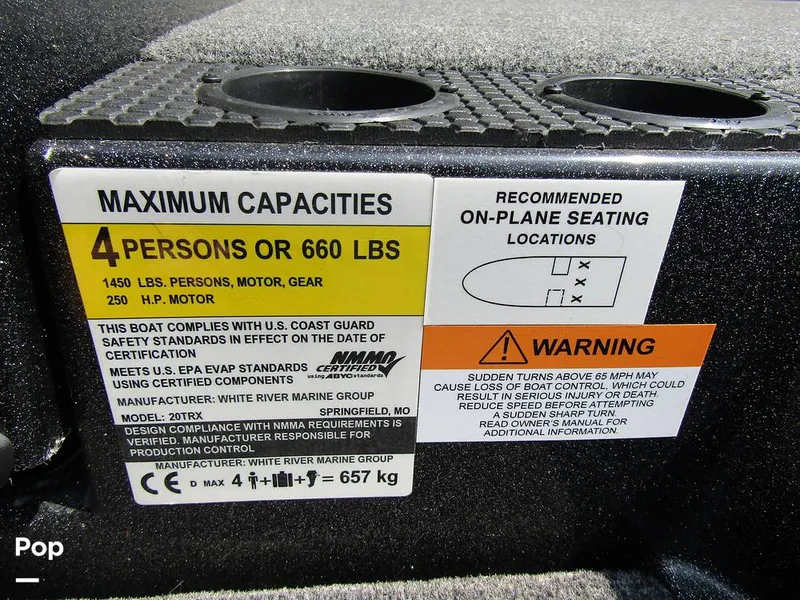 MAXIMUM CAPACITIES
4 PERSONS OR 660 LBS
1450 LBS. PERSONS, MOTOR, GEAR
250 H.P. MOTOR
THIS BOAT COMPLIES WITH U.S. COAST GUARD
SAFETY STANDARDS IN EFFECT ON THE DATE OF
CERTIFICATION
MEETS U.S. EPA EVAP STANDARDS
USING CERTIFIED COMPONENTS
NMMA
CERTIFIED
using ABYC standards
MANUFACTURER: WHITE RIVER MARINE GROUP
MODEL: 20TRX SPRINGFIELD, MO
DESIGN COMPLIANCE WITH NMMA REQUIREMENTS IS
VERIFIED. MANUFACTURER RESPONSIBLE FOR
PRODUCTION CONTROL
MANUFACTURER: WHITE RIVER MARINE GROUP
CE D MAX 4 + + = 657 kg
RECOMMENDED
ON-PLANE SEATING
LOCATIONS
X
X
X
WARNING
SUDDEN TURNS ABOVE 65 MPH MAY
CAUSE LOSS OF BOAT CONTROL, WHICH COULD
RESULT IN SERIOUS INJURY OR DEATH.
REDUCE SPEED BEFORE ATTEMPTING
A SUDDEN SHARP TURN.
READ OWNER'S MANUAL FOR
ADDITIONAL INFORMATION.
Pop